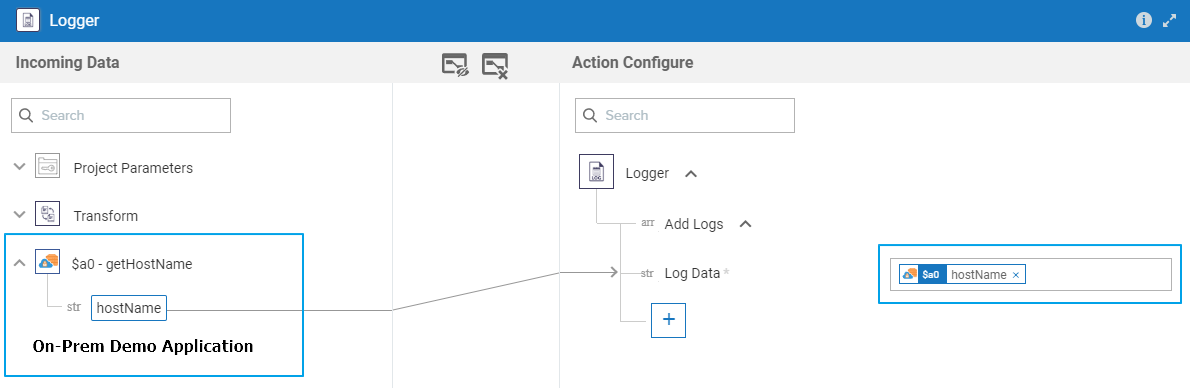 Logger
Incoming Data
Action Configure
Search
Search
Project Parameters
LOG
Logger
Transform
arr Add Logs
$a0 - getHostName
str Log Data *
$a0 hostName ×
str hostName
+
On-Prem Demo Application